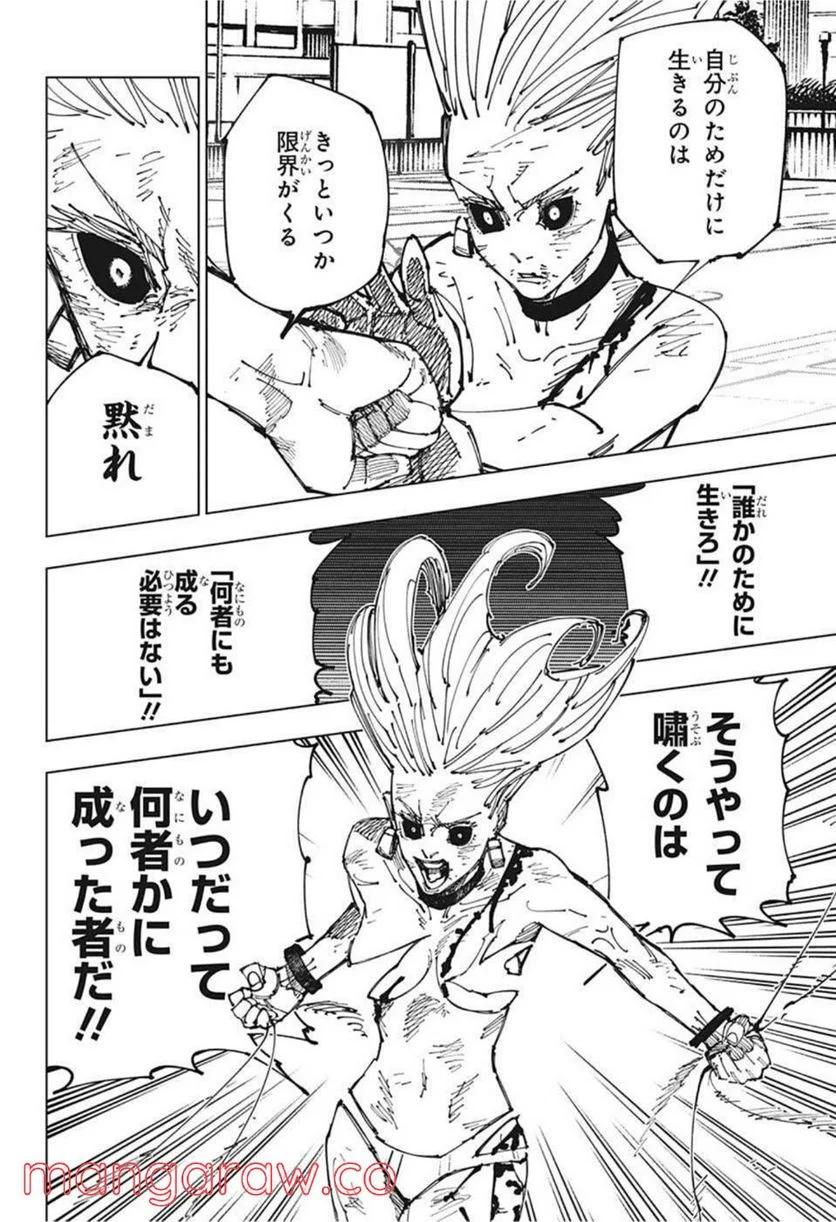 自分のためだけに
生きるのは
きっといつか
限界がくる
黙れ
「誰かのために
生きろ」!!
「何者にも
成る
必要はない」!!
そうやって
嘯くのは
いつだって
何者かに
成った者だ!!
mangaraw.co